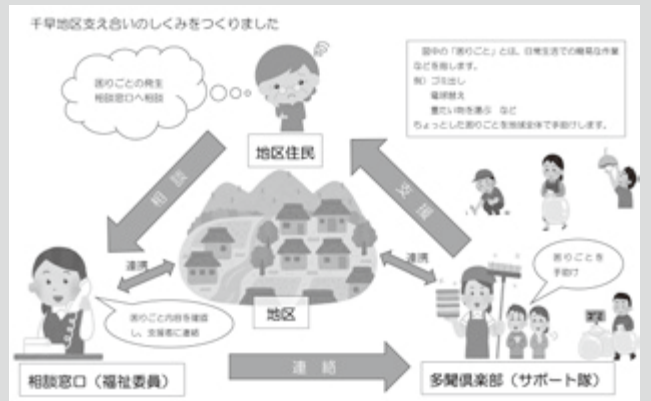 千早地区支え合いのしくみをつくりました
困りごとの発生
相談窓口へ相談
図中の「困りごと」とは、日常生活での簡易な作業
などを指します。
例）ゴミ出し
電球替え
重たい物を運ぶ など
ちょっとした困りごとを地域全体で手助けします。
地区住民
相談
支援
連携
連携
困りごとを
手助け
困りごと内容を確認
し、支援者に連絡
地区
連絡
相談窓口（福祉委員）
多聞倶楽部（サポート隊）